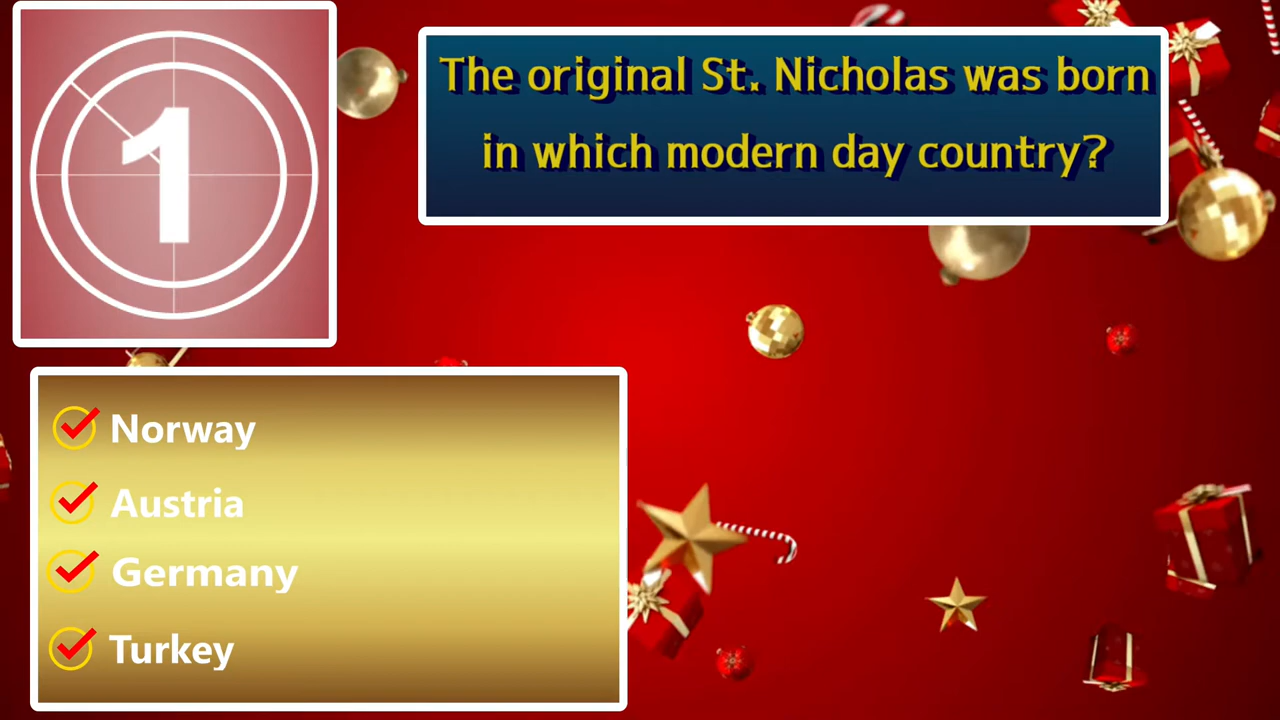 1
The original St. Nicholas was born
in which modern day country?
Norway
Austria
Germany
Turkey